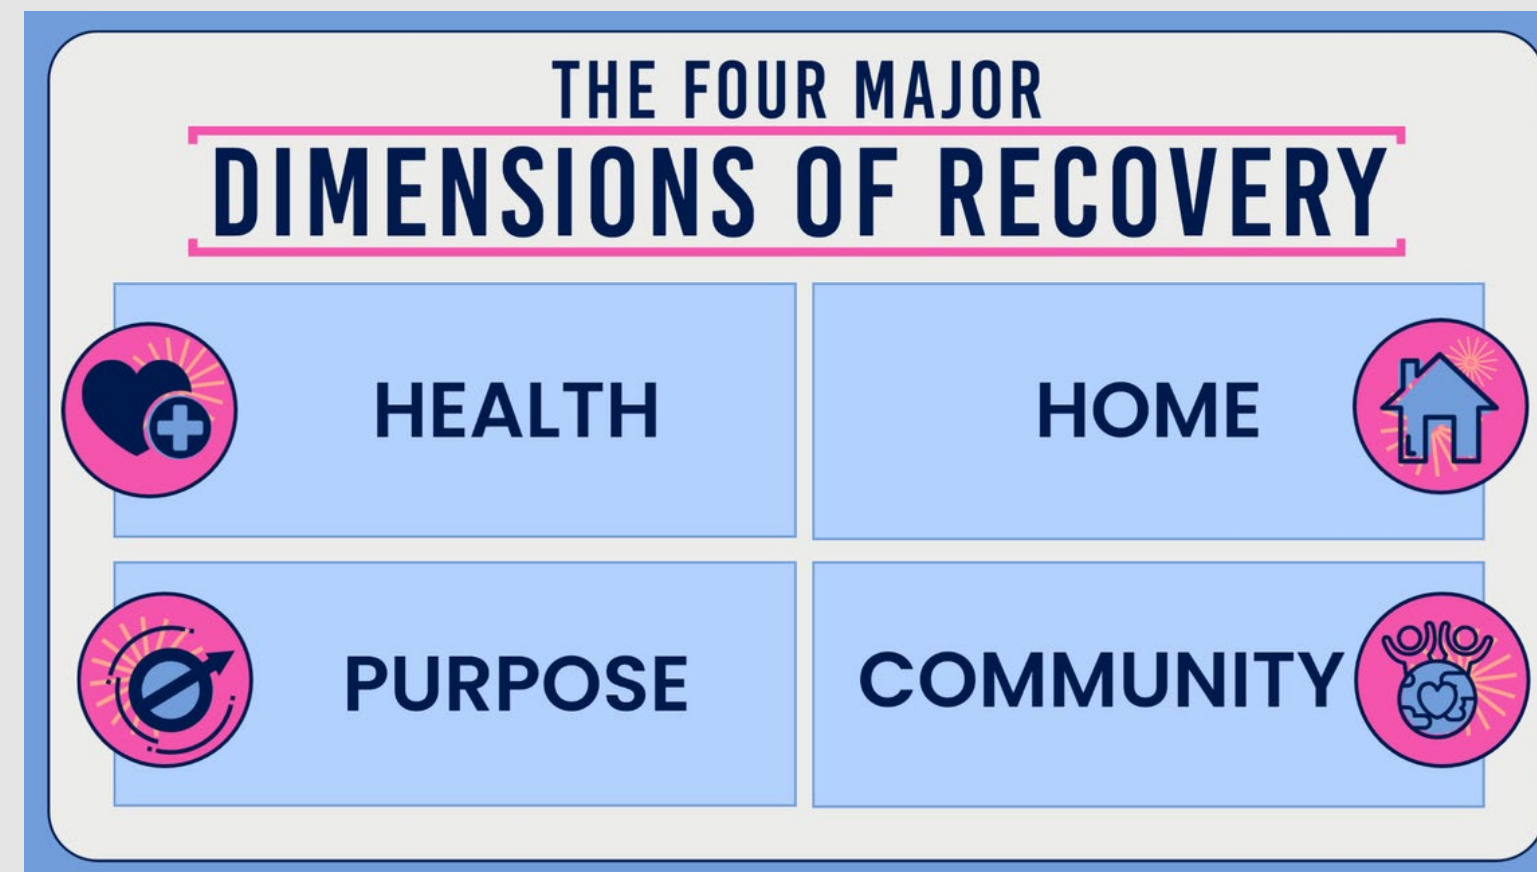 THE FOUR MAJOR
DIMENSIONS OF RECOVERY
HEALTH
HOME
PURPOSE
COMMUNITY